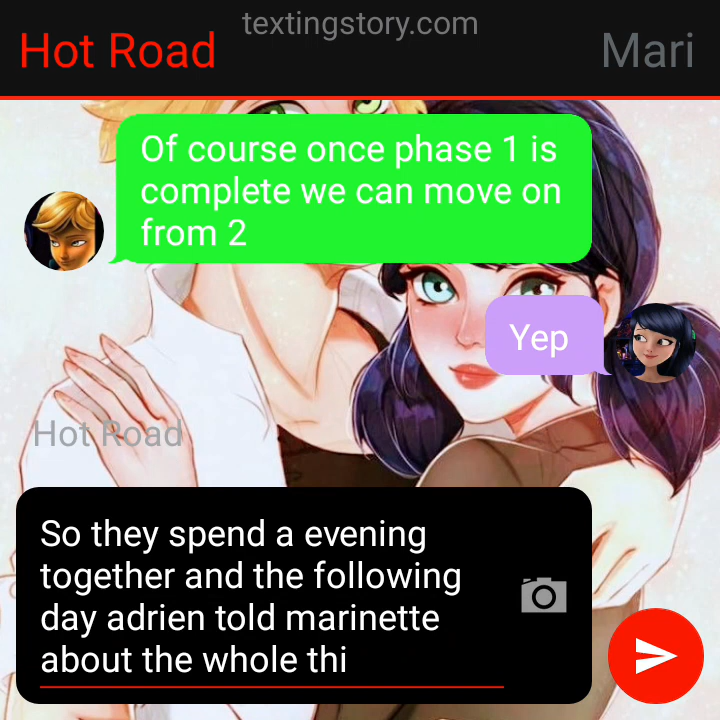 textingstory.com
Hot Road
Mari
Of course once phase 1 is
complete we can move on
from 2
Yep
Hot Road
So they spend a evening
together and the following
day adrien told marinette
about the whole thi